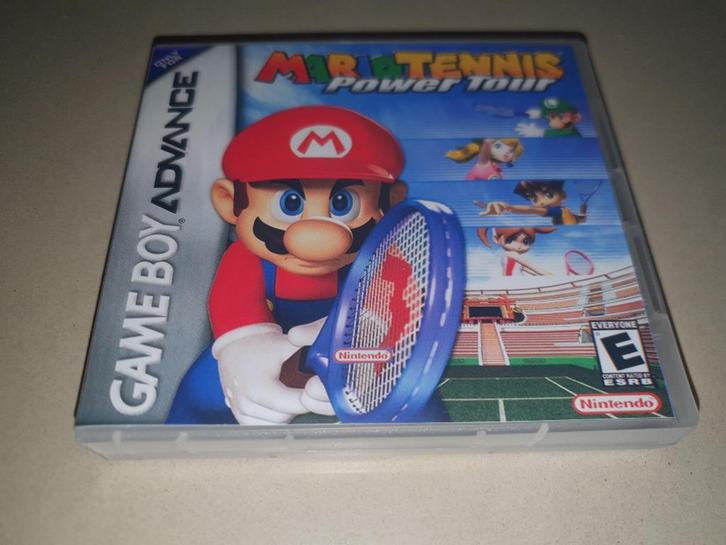 ONLY
FOR
GAME BOY ADVANCE
MARIO TENNIS
Power Tour
M
Nintendo
EVERYONE
E
CONTENT RATED BY
ESRB
Nintendo